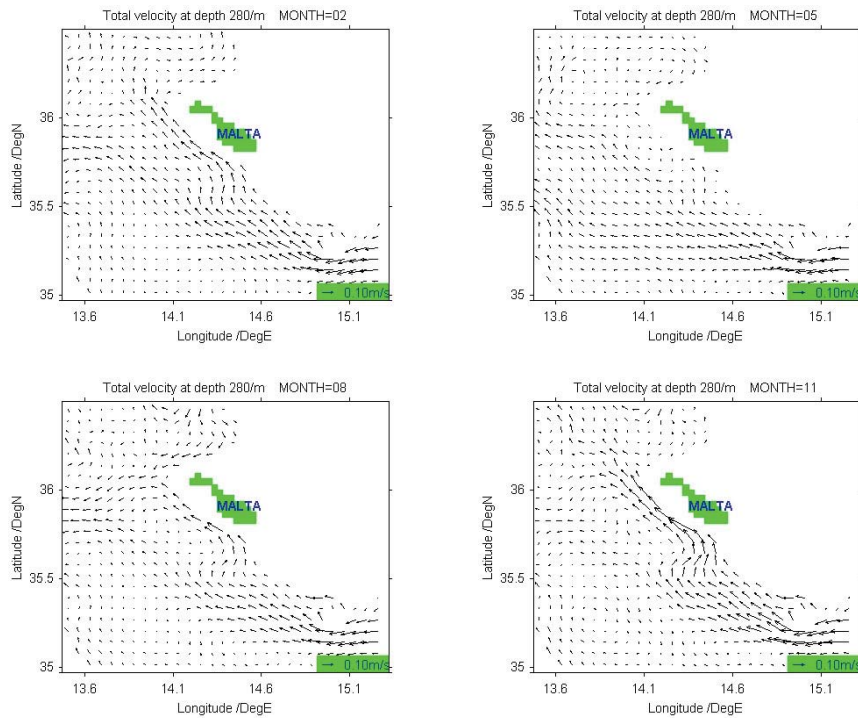 Total velocity at depth 280/m MONTH=02
Latitude /DegN
36
35.5
35
MALTA
0.10m/s
13.6 14.1 14.6 15.1
Longitude /DegE
Total velocity at depth 280/m MONTH=05
Latitude /DegN
36
35.5
35
MALTA
0.10m/s
13.6 14.1 14.6 15.1
Longitude /DegE
Total velocity at depth 280/m MONTH=08
Latitude /DegN
36
35.5
35
MALTA
0.10m/s
13.6 14.1 14.6 15.1
Longitude /DegE
Total velocity at depth 280/m MONTH=11
Latitude /DegN
36
35.5
35
MALTA
0.10m/s
13.6 14.1 14.6 15.1
Longitude /DegE